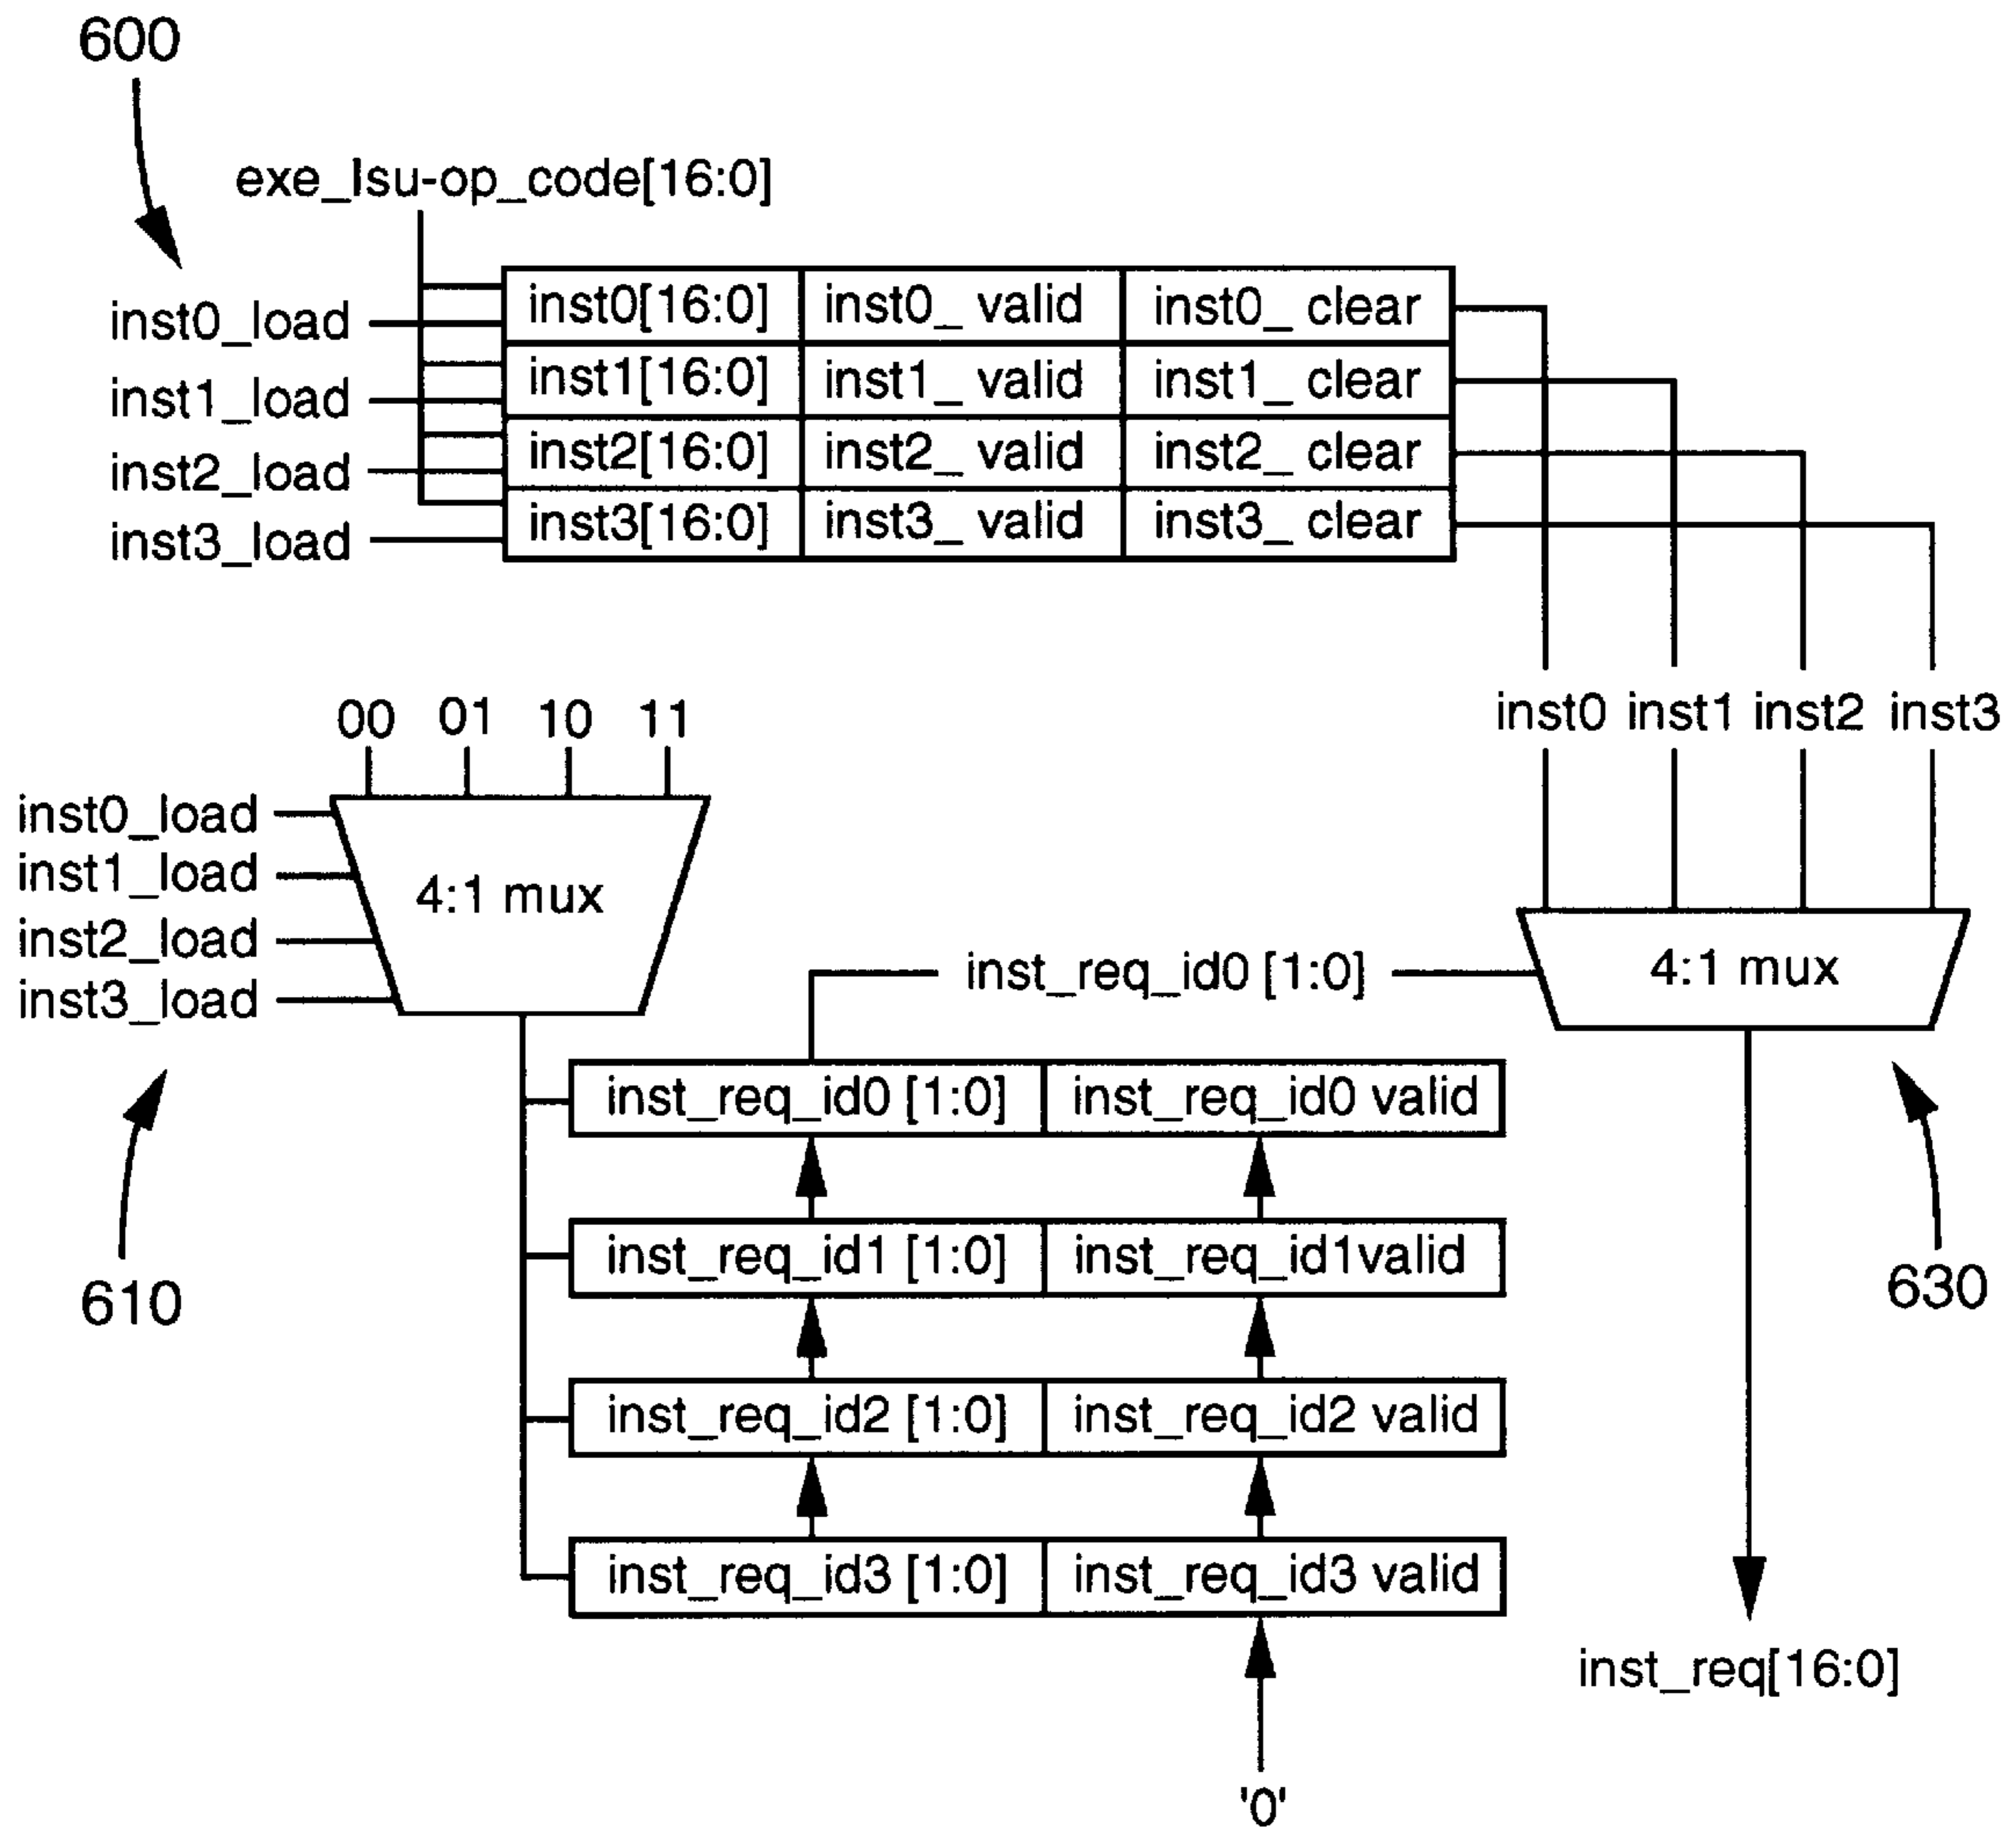 600
exe_lsu-op_code[16:0]
inst0_load
inst0[16:0] inst0_ valid inst0_ clear
inst1_load
inst1[16:0] inst1_ valid inst1_ clear
inst2_load
inst2[16:0] inst2_ valid inst2_ clear
inst3_load
inst3[16:0] inst3_ valid inst3_ clear
inst0 inst1 inst2 inst3
00 01 10 11
inst0_load
inst1_load
inst2_load
inst3_load
4:1 mux
610
inst_req_id0 [1:0]
4:1 mux
630
inst_req_id0 [1:0] inst_req_id0 valid
inst_req_id1 [1:0] inst_req_id1valid
inst_req_id2 [1:0] inst_req_id2 valid
inst_req_id3 [1:0] inst_req_id3 valid
inst_req[16:0]
'0'